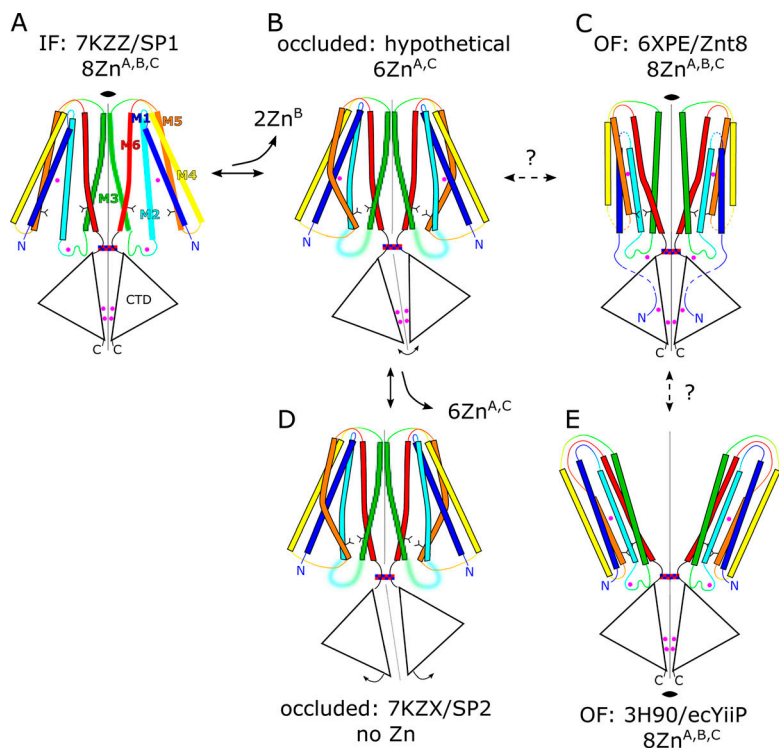 A
IF: 7KZZ/SP1
8Zn^A,B,C
M1
M5
M6
M4
M3
M2
N
N
CTD
C C
2Zn^B
B
occluded: hypothetical
6Zn^A,C
N
N
?
C
OF: 6XPE/Znt8
8Zn^A,B,C
N
N
C C
6Zn^A,C
D
N
N
occluded: 7KZX/SP2
no Zn
?
E
N
N
C C
OF: 3H90/ecYiiP
8Zn^A,B,C